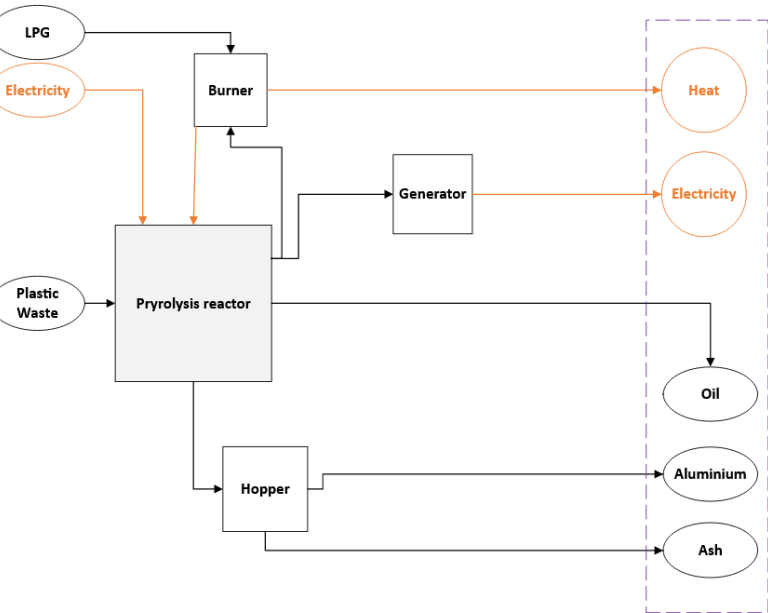 LPG
Electricity
Burner
Heat
Generator
Electricity
Plastic
Waste
Pryrolysis reactor
Oil
Hopper
Aluminium
Ash